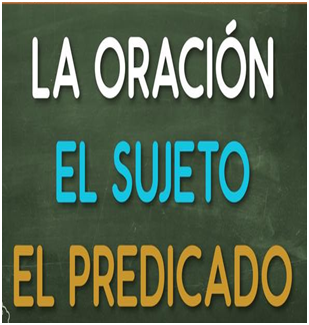 LA ORACIÓN
EL SUJETO
EL PREDICADO